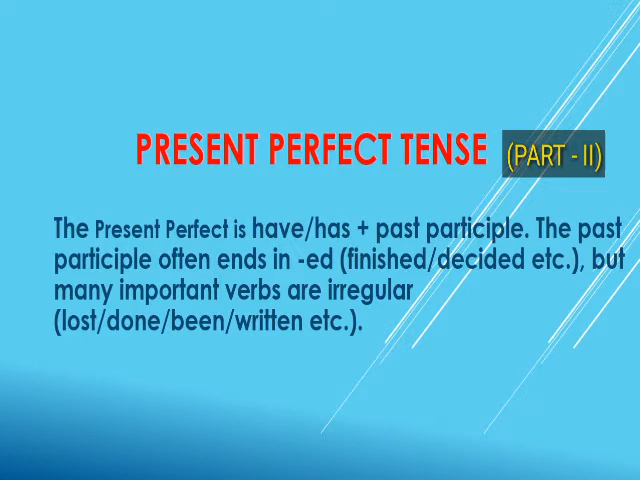 PRESENT PERFECT TENSE (PART - II)
The Present Perfect is have/has + past participle. The past
participle often ends in -ed (finished/decided etc.), but
many important verbs are irregular
(lost/done/been/written etc.).